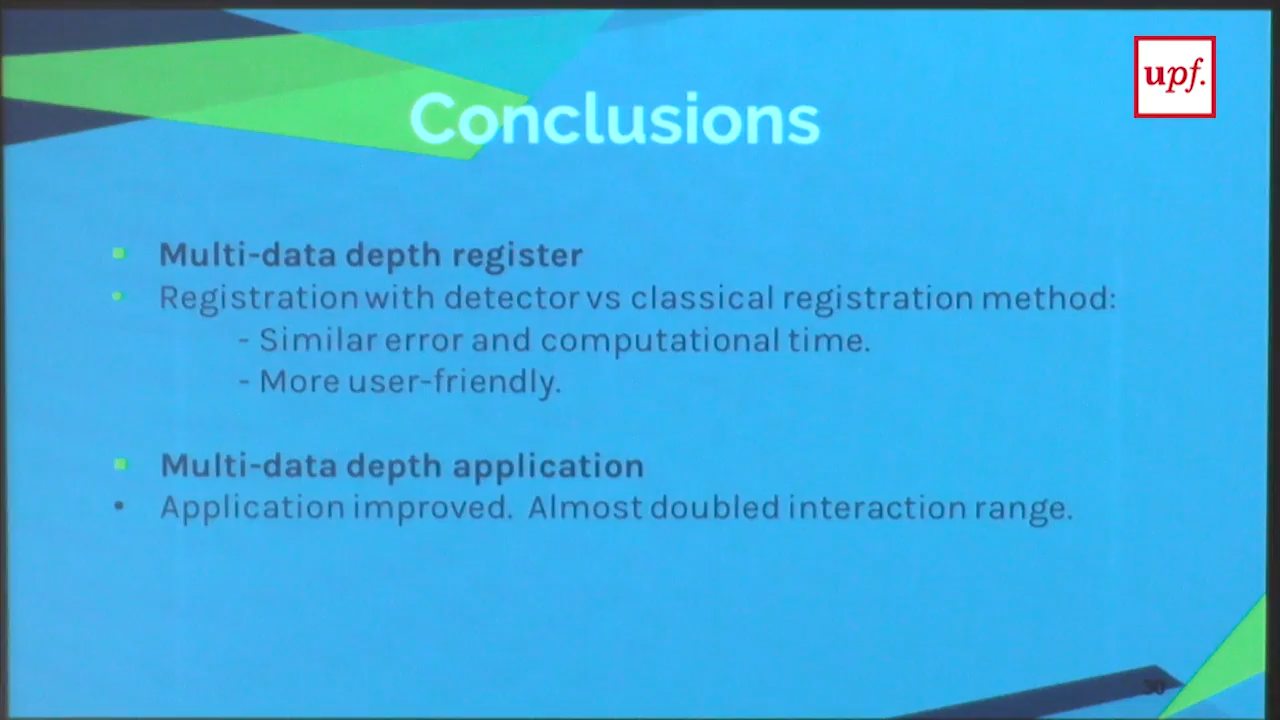 upf.
Conclusions
Multi-data depth register
Registration with detector vs classical registration method:
- Similar error and computational time.
- More user-friendly.
Multi-data depth application
Application improved. Almost doubled interaction range.
30